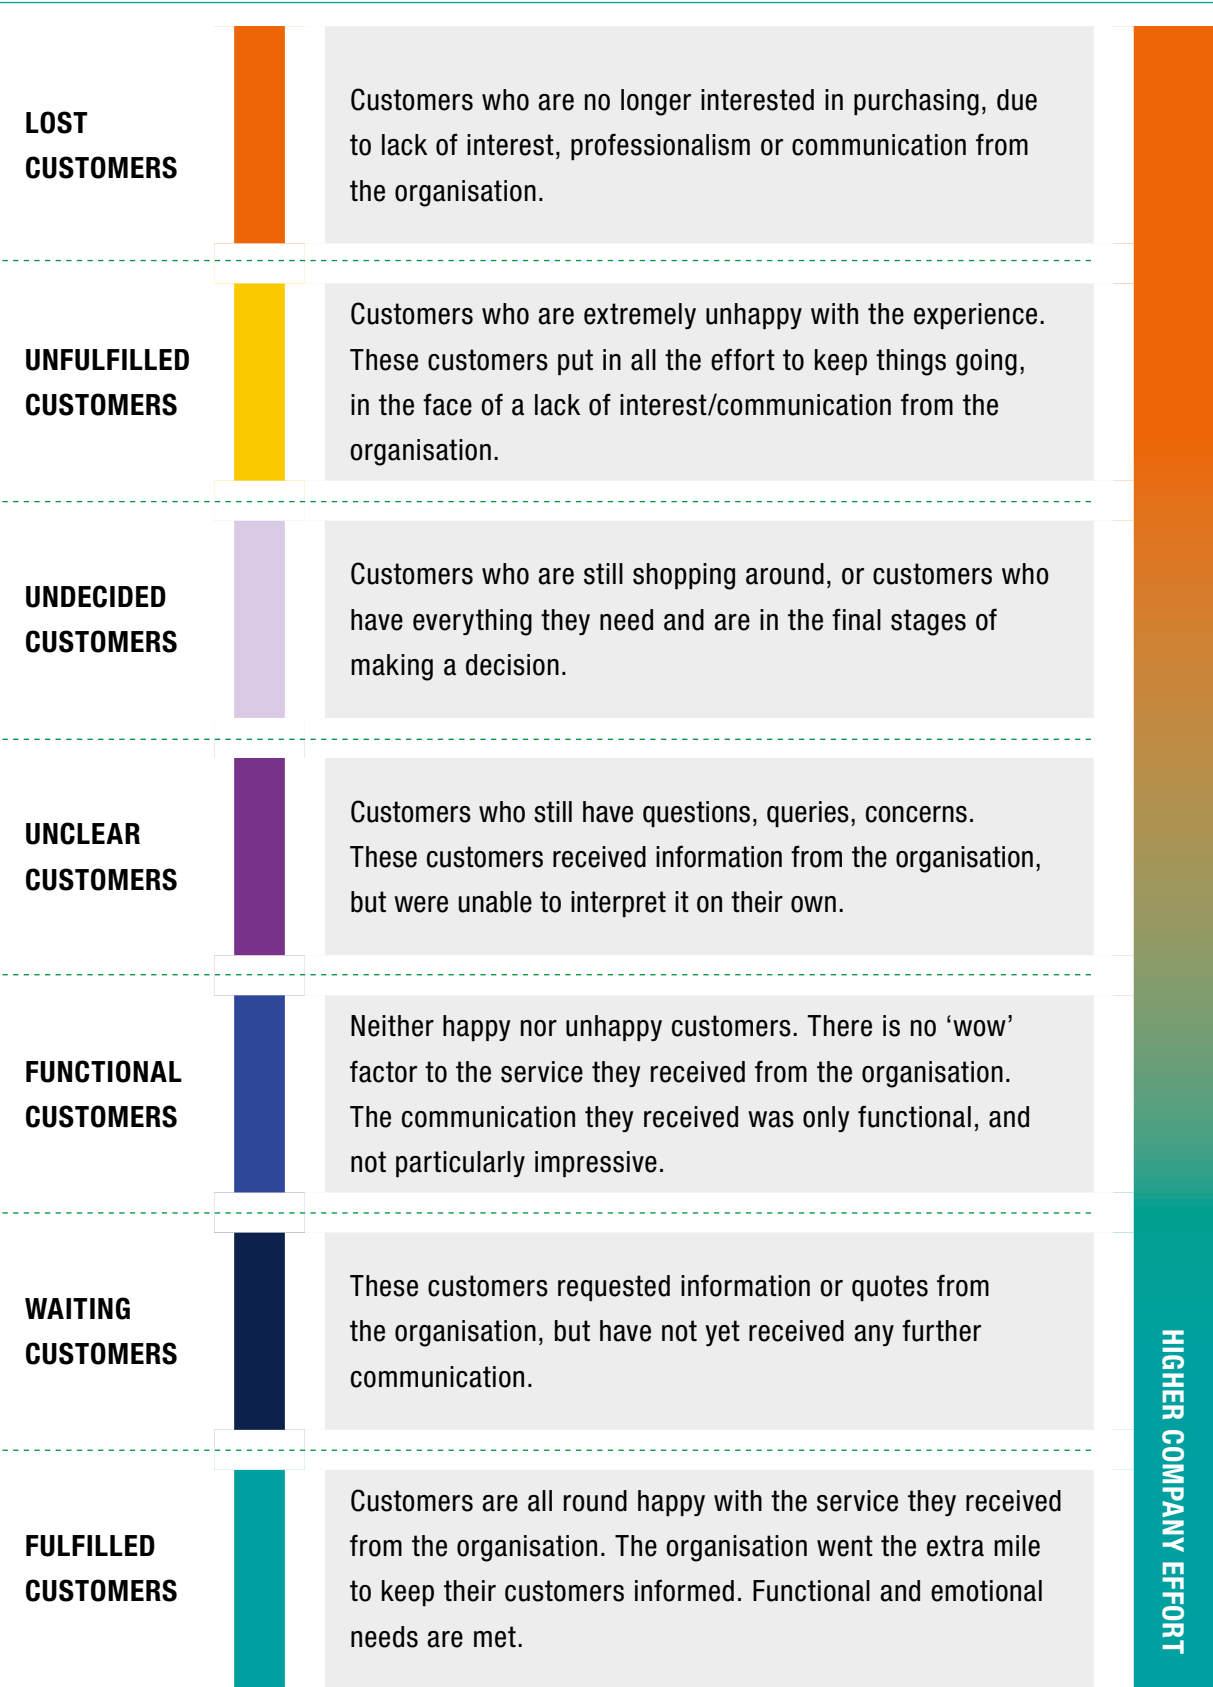 LOST
CUSTOMERS
Customers who are no longer interested in purchasing, due
to lack of interest, professionalism or communication from
the organisation.
UNFULFILLED
CUSTOMERS
Customers who are extremely unhappy with the experience.
These customers put in all the effort to keep things going,
in the face of a lack of interest/communication from the
organisation.
UNDECIDED
CUSTOMERS
Customers who are still shopping around, or customers who
have everything they need and are in the final stages of
making a decision.
UNCLEAR
CUSTOMERS
Customers who still have questions, queries, concerns.
These customers received information from the organisation,
but were unable to interpret it on their own.
FUNCTIONAL
CUSTOMERS
Neither happy nor unhappy customers. There is no ‘wow’
factor to the service they received from the organisation.
The communication they received was only functional, and
not particularly impressive.
WAITING
CUSTOMERS
These customers requested information or quotes from
the organisation, but have not yet received any further
communication.
FULFILLED
CUSTOMERS
Customers are all round happy with the service they received
from the organisation. The organisation went the extra mile
to keep their customers informed. Functional and emotional
needs are met.
HIGHER COMPANY EFFORT